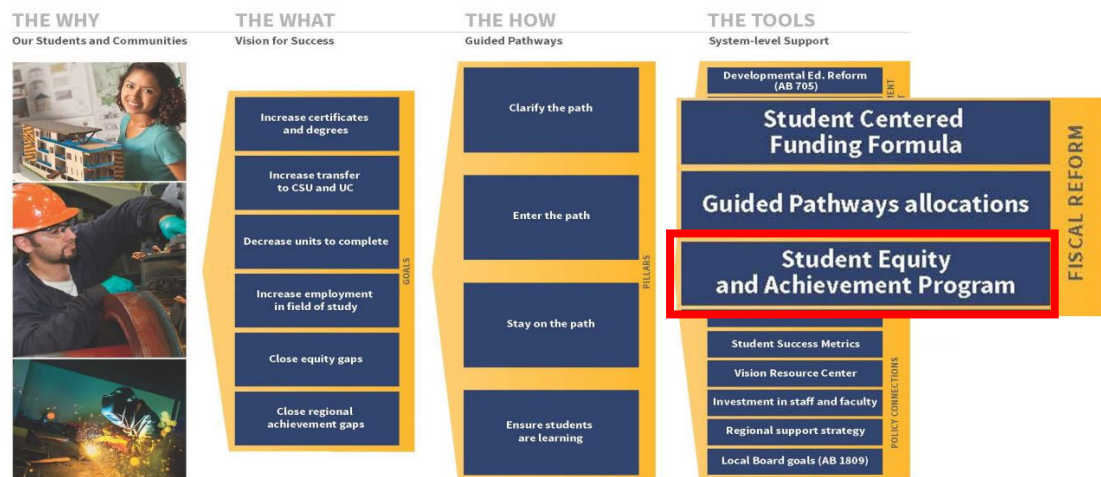 THE WHY
Our Students and Communities
THE WHAT
Vision for Success
Increase certificates
and degrees
Increase transfer
to CSU and UC
Decrease units to complete
Increase employment
in field of study
Close equity gaps
Close regional
achievement gaps
GOALS
THE HOW
Guided Pathways
Clarify the path
Enter the path
Stay on the path
Ensure students
are learning
PILLARS
THE TOOLS
System-level Support
Developmental Ed. Reform
(AB 705)
Student Centered
Funding Formula
Guided Pathways allocations
Student Equity
and Achievement Program
FISCAL REFORM
Student Success Metrics
Vision Resource Center
Investment in staff and faculty
Regional support strategy
Local Board goals (AB 1809)
POLICY CONNECTIONS